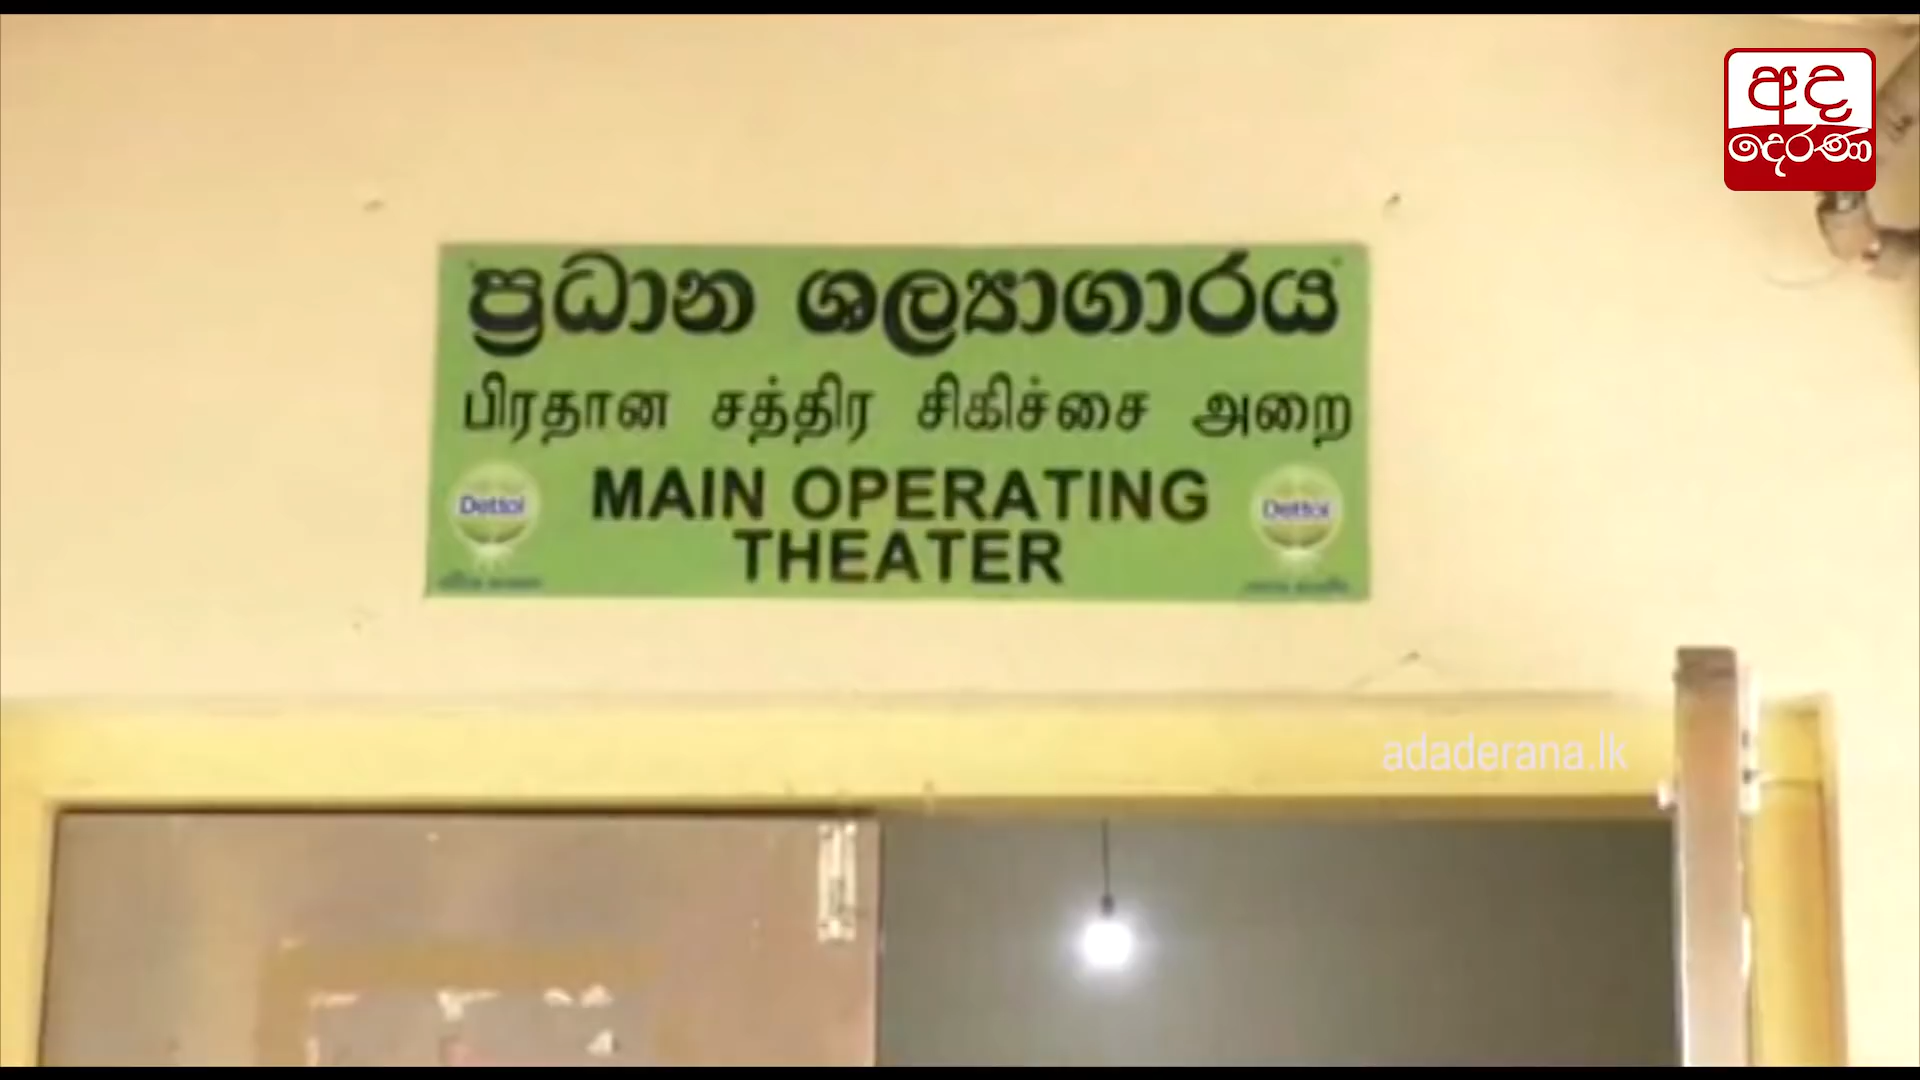 අද
දෙරණ
ප්‍රධාන ශල්‍යාගාරය
பிரதான சத்திர சிகிச்சை அறை
Dettol MAIN OPERATING Dettol
THEATER
adaderana.lk